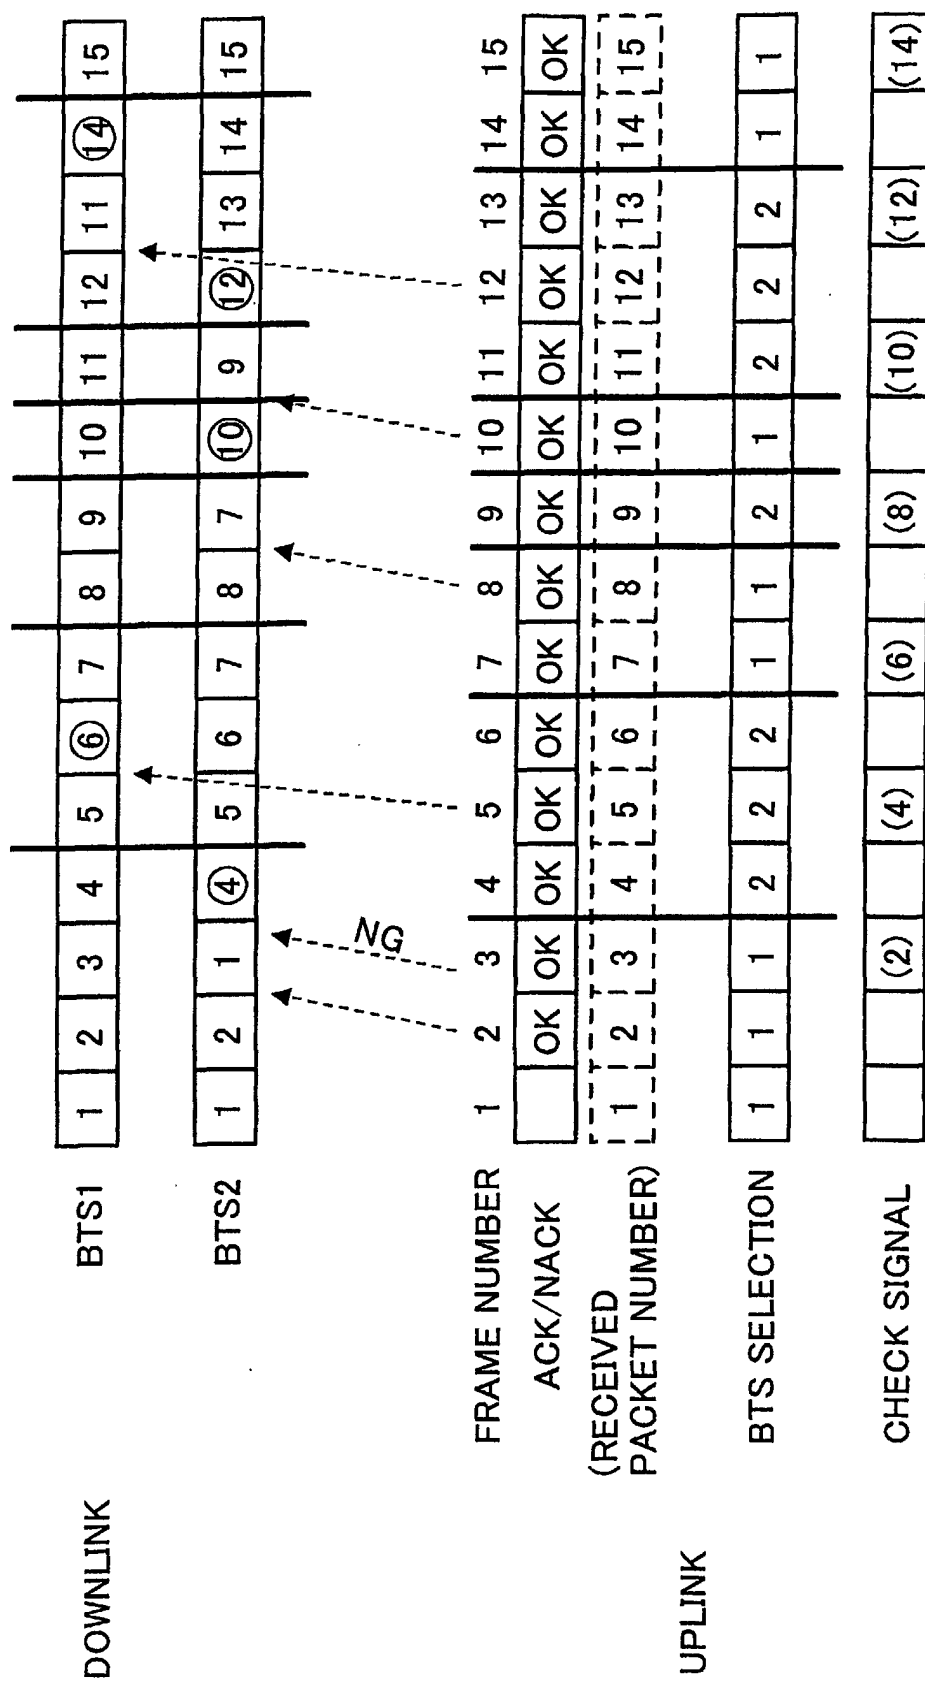 DOWNLINK
BTS1 1 2 3 4 5 6 7 8 9 10 11 12 11 14 15
BTS2 1 2 1 4 5 6 7 8 7 10 9 12 13 14 15
NG
UPLINK
FRAME NUMBER 1 2 3 4 5 6 7 8 9 10 11 12 13 14 15
ACK/NACK OK OK OK OK OK OK OK OK OK OK OK OK OK OK
(RECEIVED
PACKET NUMBER) 1 2 3 4 5 6 7 8 9 10 11 12 13 14 15
BTS SELECTION 1 1 1 2 2 2 1 1 2 1 2 2 2 1 1
CHECK SIGNAL (2) (4) (6) (8) (10) (12) (14)